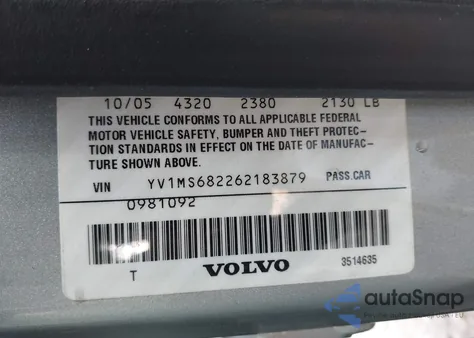 10/05 4320 2380 2130 LB
THIS VEHICLE CONFORMS TO ALL APPLICABLE FEDERAL
MOTOR VEHICLE SAFETY, BUMPER AND THEFT PROTEC-
TION STANDARDS IN EFFECT ON THE DATE OF MANUFAC-
TURE SHOWN ABOVE.
VIN YV1MS682262183879 PASS.CAR
0981092
T VOLVO 3514635
autoSnap